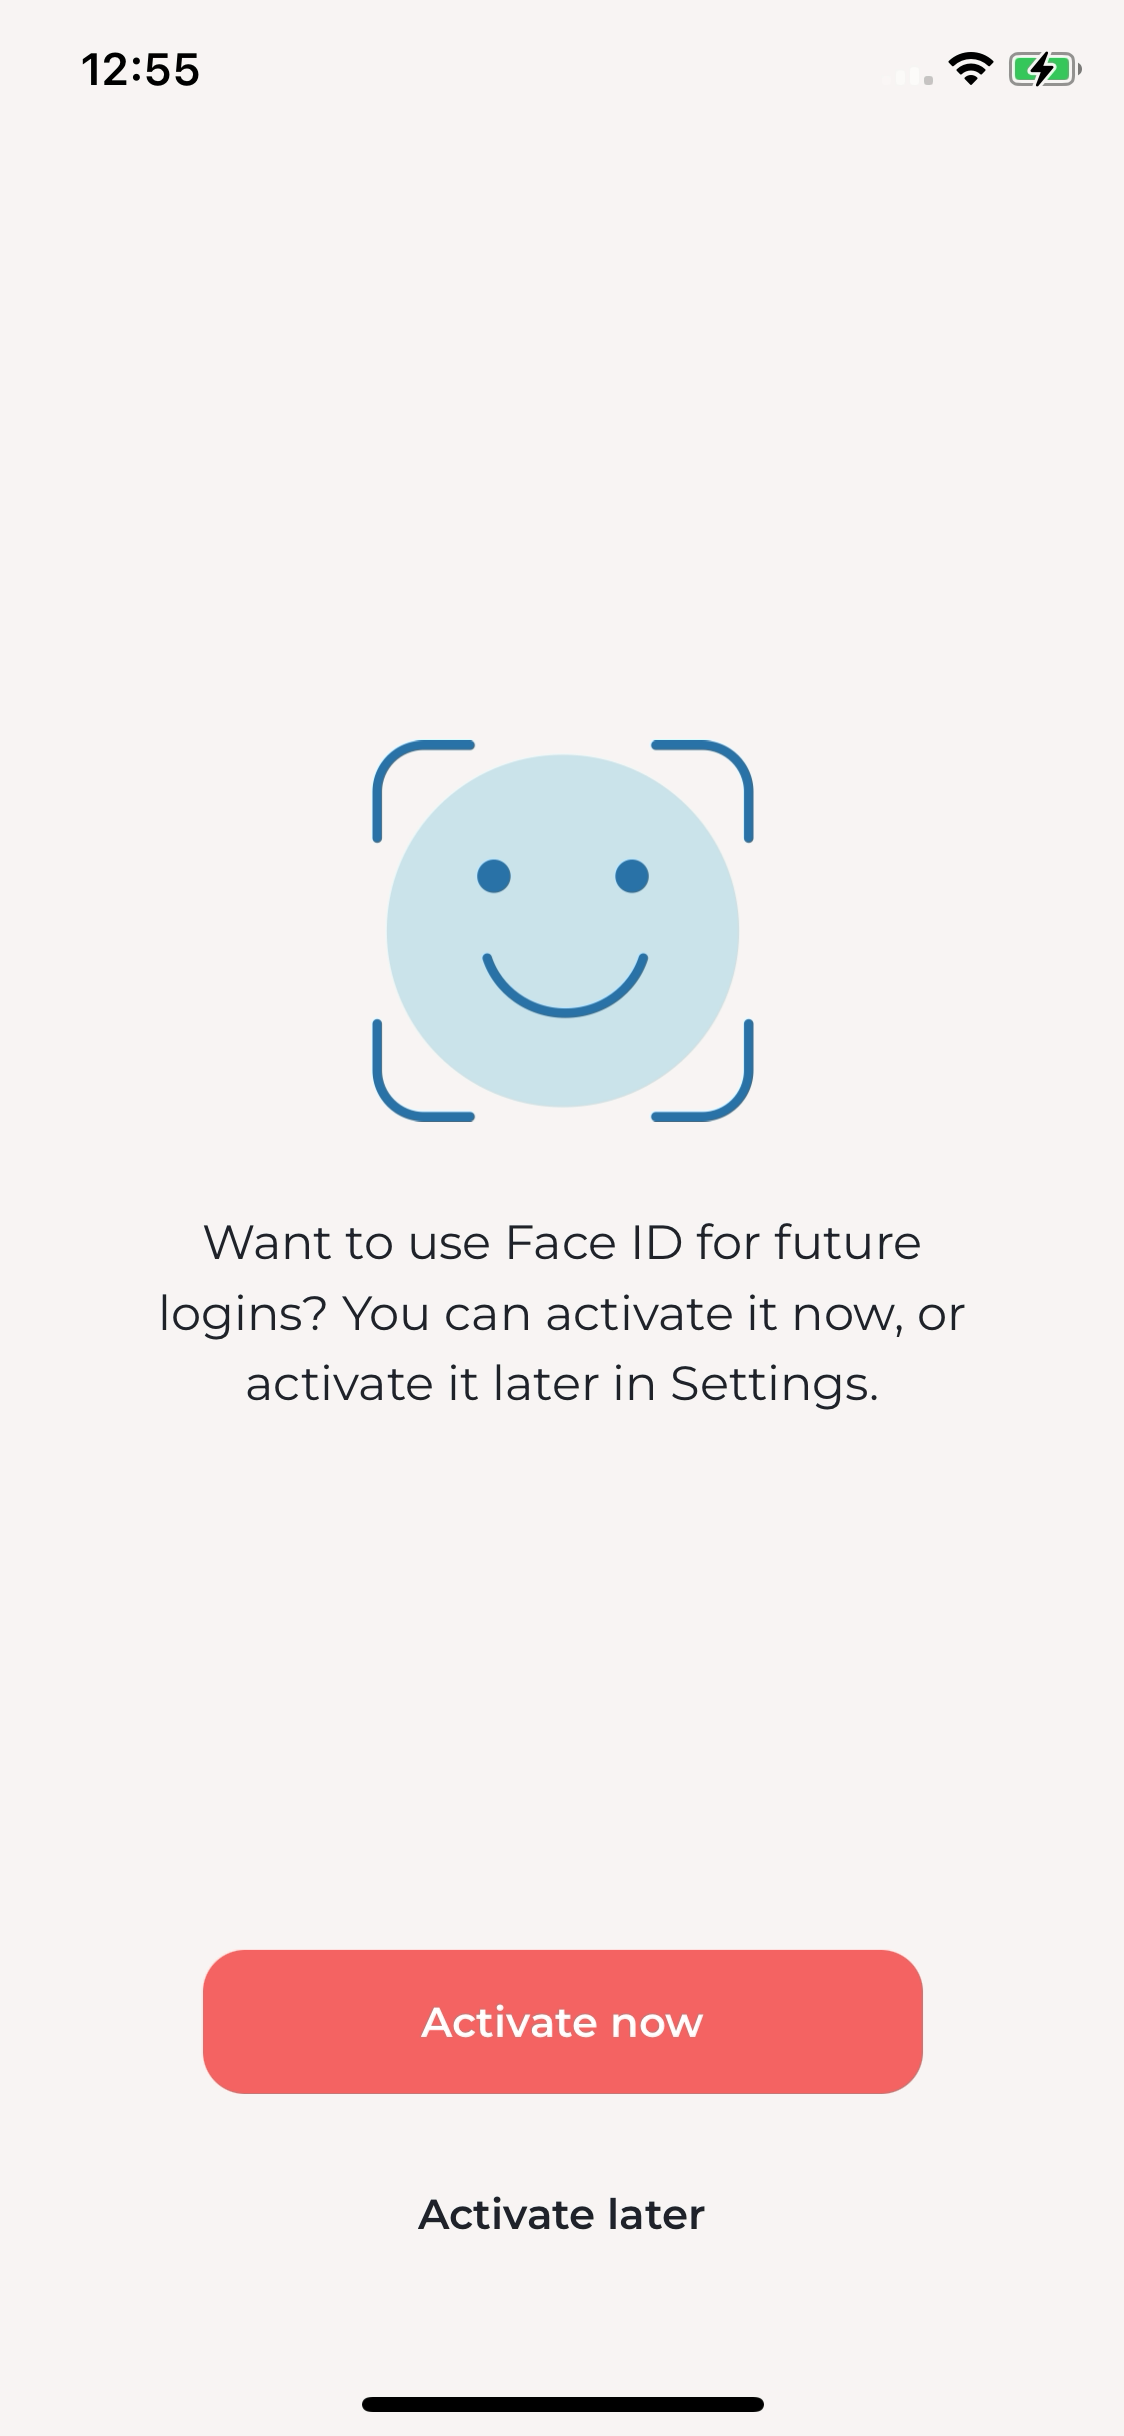 12:55
Want to use Face ID for future
logins? You can activate it now, or
activate it later in Settings.
Activate now
Activate later